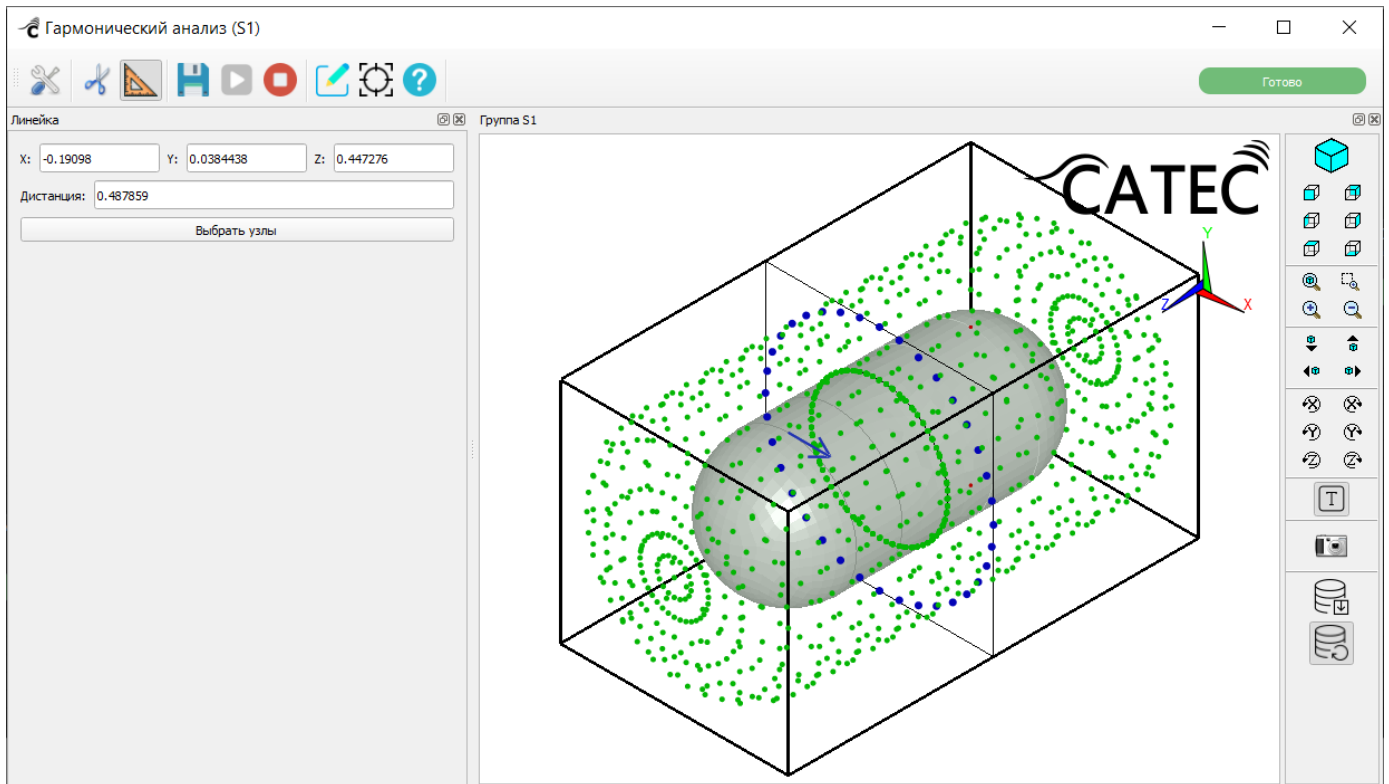 Гармонический анализ (S1)
Готово
Линейка
Группа S1
X: -0.19098 Y: 0.0384438 Z: 0.447276
Дистанция: 0.487859
Выбрать узлы
CATEC
Y
Z X
X X
Y Y
Z Z
T